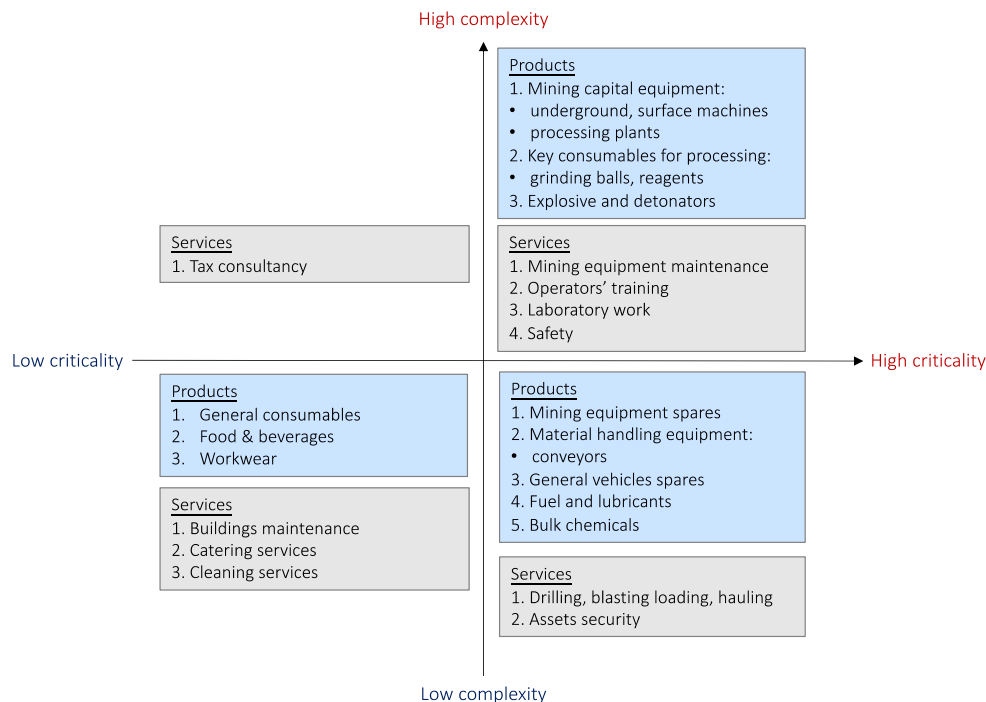 High complexity
Products
1. Mining capital equipment:
• underground, surface machines
• processing plants
2. Key consumables for processing:
• grinding balls, reagents
3. Explosive and detonators
Services
1. Tax consultancy
Services
1. Mining equipment maintenance
2. Operators’ training
3. Laboratory work
4. Safety
Low criticality
High criticality
Products
1. General consumables
2. Food & beverages
3. Workwear
Services
1. Buildings maintenance
2. Catering services
3. Cleaning services
Products
1. Mining equipment spares
2. Material handling equipment:
• conveyors
3. General vehicles spares
4. Fuel and lubricants
5. Bulk chemicals
Services
1. Drilling, blasting loading, hauling
2. Assets security
Low complexity